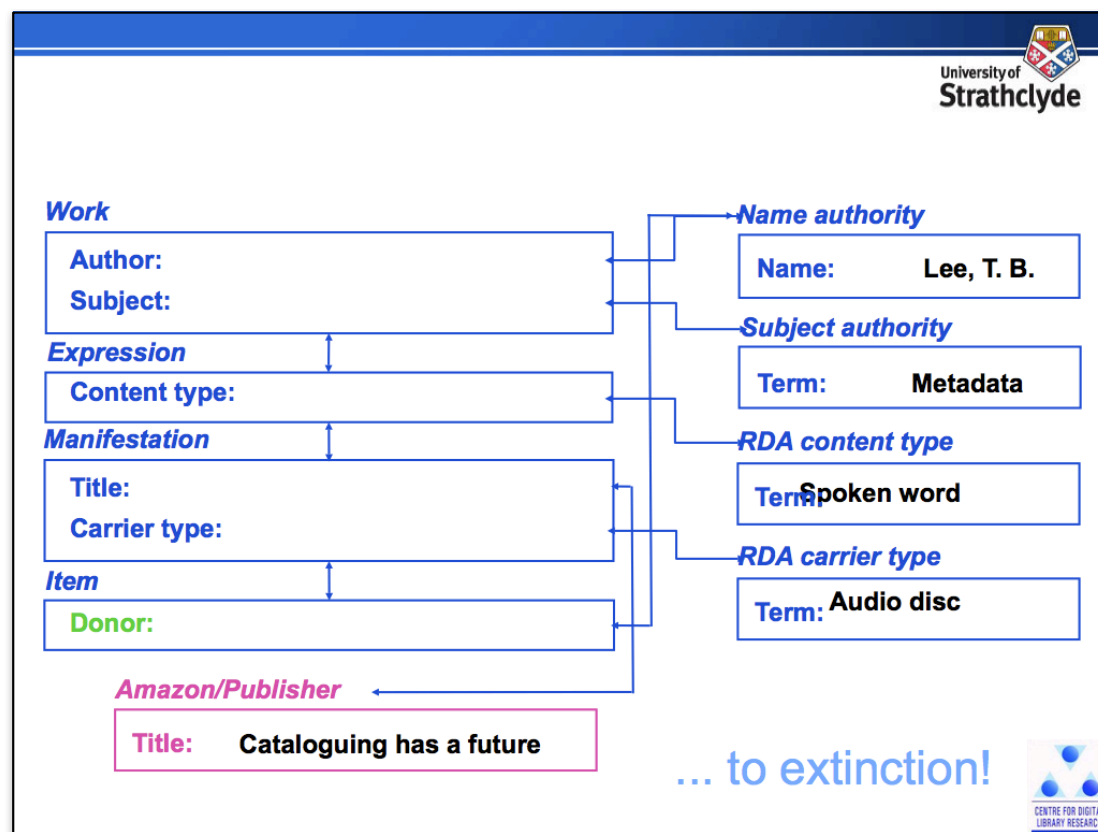 University of
Strathclyde
Work
Author:
Subject:
Expression
Content type:
Manifestation
Title:
Carrier type:
Item
Donor:
Amazon/Publisher
Title: Cataloguing has a future
Name authority
Name: Lee, T. B.
Subject authority
Term: Metadata
RDA content type
Term: Spoken word
RDA carrier type
Term: Audio disc
... to extinction!
CENTRE FOR DIGITA
LIBRARY RESEARC